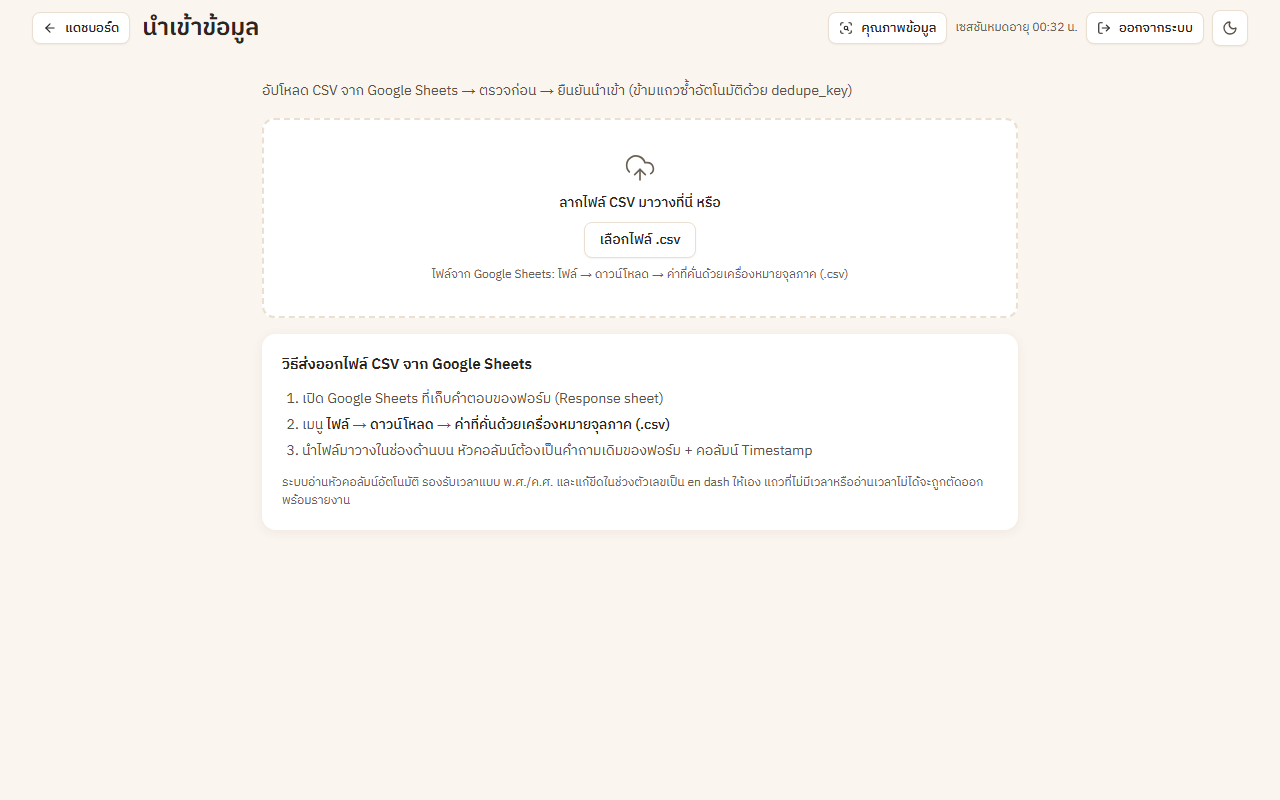 แดชบอร์ด
นำเข้าข้อมูล
คุณภาพข้อมูล
เซสชันหมดอายุ 00:32 น.
ออกจากระบบ
อัปโหลด CSV จาก Google Sheets → ตรวจก่อน → ยืนยันนำเข้า (ข้ามแถวซ้ำอัตโนมัติด้วย dedupe_key)
ลากไฟล์ CSV มาวางที่นี่ หรือ
เลือกไฟล์ .csv
ไฟล์จาก Google Sheets: ไฟล์ → ดาวน์โหลด → ค่าที่คั่นด้วยเครื่องหมายจุลภาค (.csv)
วิธีส่งออกไฟล์ CSV จาก Google Sheets
1. เปิด Google Sheets ที่เก็บคำตอบของฟอร์ม (Response sheet)
2. เมนู ไฟล์ → ดาวน์โหลด → ค่าที่คั่นด้วยเครื่องหมายจุลภาค (.csv)
3. นำไฟล์มาวางในช่องด้านบน หัวคอลัมน์ต้องเป็นคำถามเดิมของฟอร์ม + คอลัมน์ Timestamp
ระบบอ่านหัวคอลัมน์อัตโนมัติ รองรับเวลาแบบ พ.ศ./ค.ศ. และแก้ขีดในช่วงตัวเลขเป็น en dash ให้เอง แถวที่ไม่มีเวลาหรืออ่านเวลาไม่ได้จะถูกตัดออก
พร้อมรายงาน